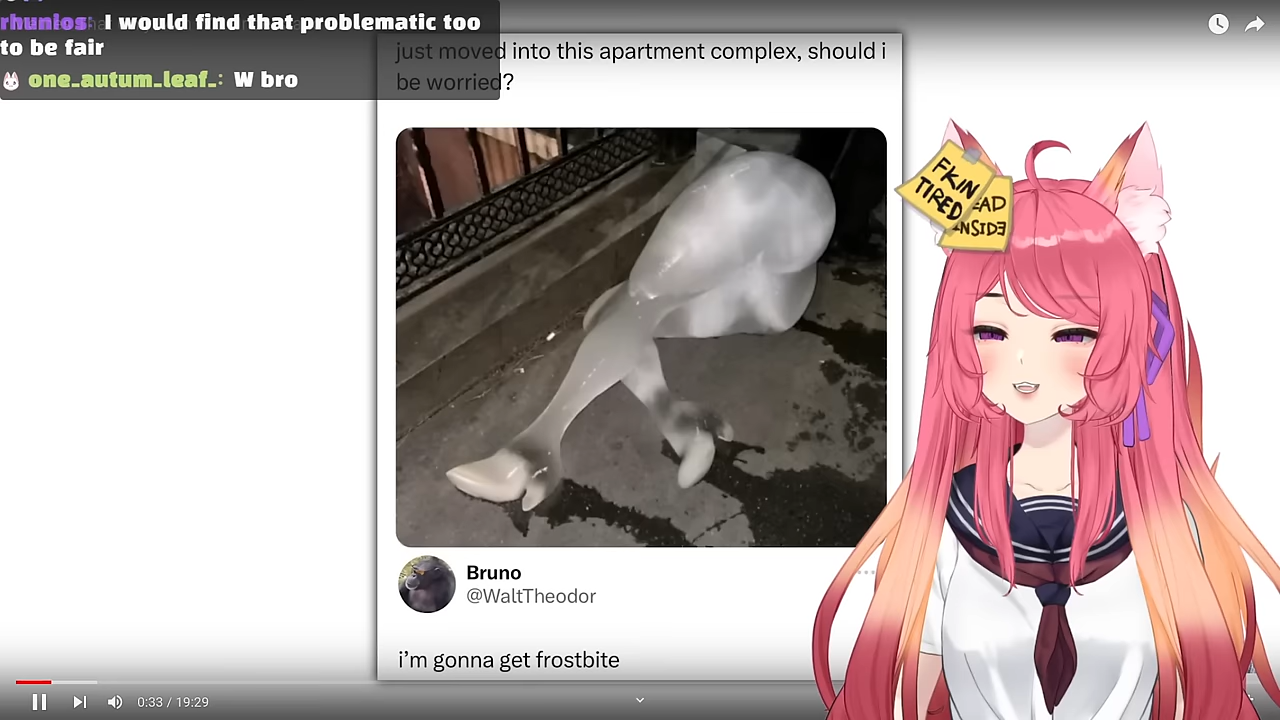 rhunios: I would find that problematic too
to be fair
one_autum_leaf_: W bro
just moved into this apartment complex, should i
be worried?
FKIN
TIRED
INSIDE
Bruno
@WaltTheodor
i’m gonna get frostbite
0:33 / 19:29